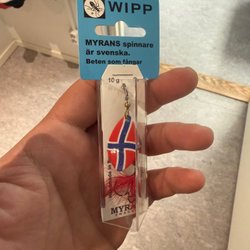 WIPP
MYRANS spinnare
är svenska.
Beten som fångar
10 g
MYRAN